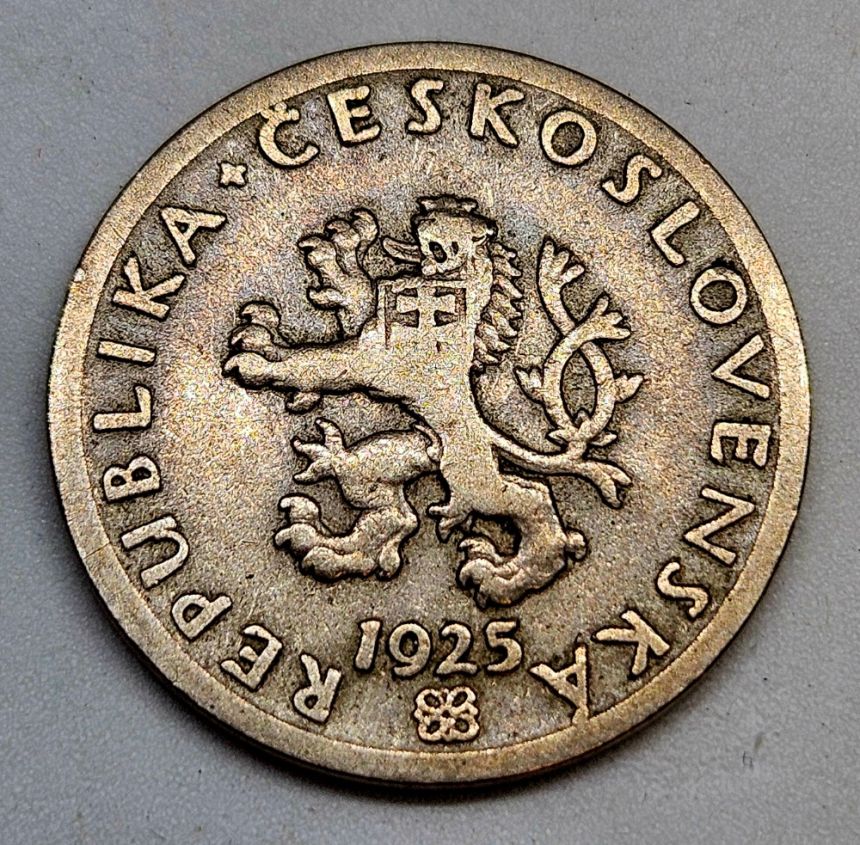 REPUBLIKA * ČESKOSLOVENSKÁ
1925